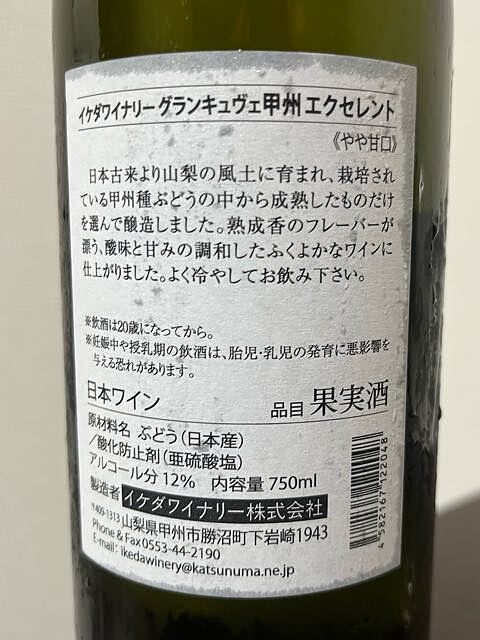 イケダワイナリー グランキュヴェ甲州 エクセレント
《やや甘口》
日本古来より山梨の風土に育まれ、栽培され
ている甲州種ぶどうの中から成熟したものだけ
を選んで醸造しました。熟成香のフレーバーが
漂う、酸味と甘みの調和したふくよかなワインに
仕上がりました。よく冷やしてお飲み下さい。
※飲酒は20歳になってから。
※妊娠中や授乳期の飲酒は、胎児・乳児の発育に悪影響を
与える恐れがあります。
日本ワイン
品目 果実酒
原材料名 ぶどう(日本産)
/酸化防止剤(亜硫酸塩)
アルコール分 12% 内容量 750ml
製造者 イケダワイナリー株式会社
〒409-1313 山梨県甲州市勝沼町下岩崎1943
Phone & Fax 0553-44-2190
E-mail: ikedawinery@katsunuma.ne.jp
4 582167 122048